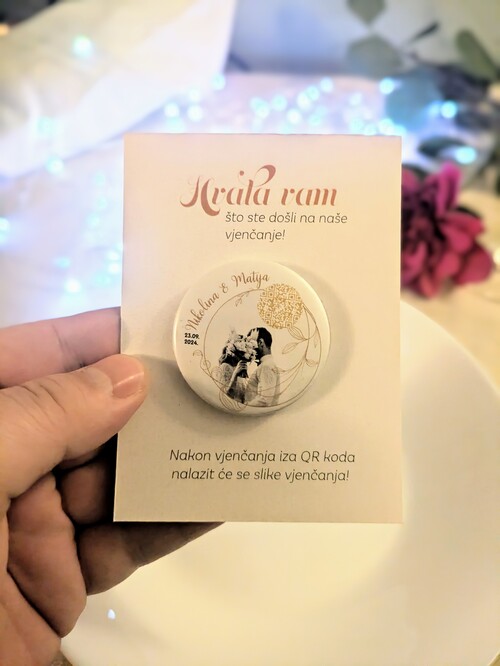 Hvala vam
što ste došli na naše
vjenčanje!
Nikolina & Matija
23.09.
2024.
Nakon vjenčanja iza QR koda
nalazit će se slike vjenčanja!